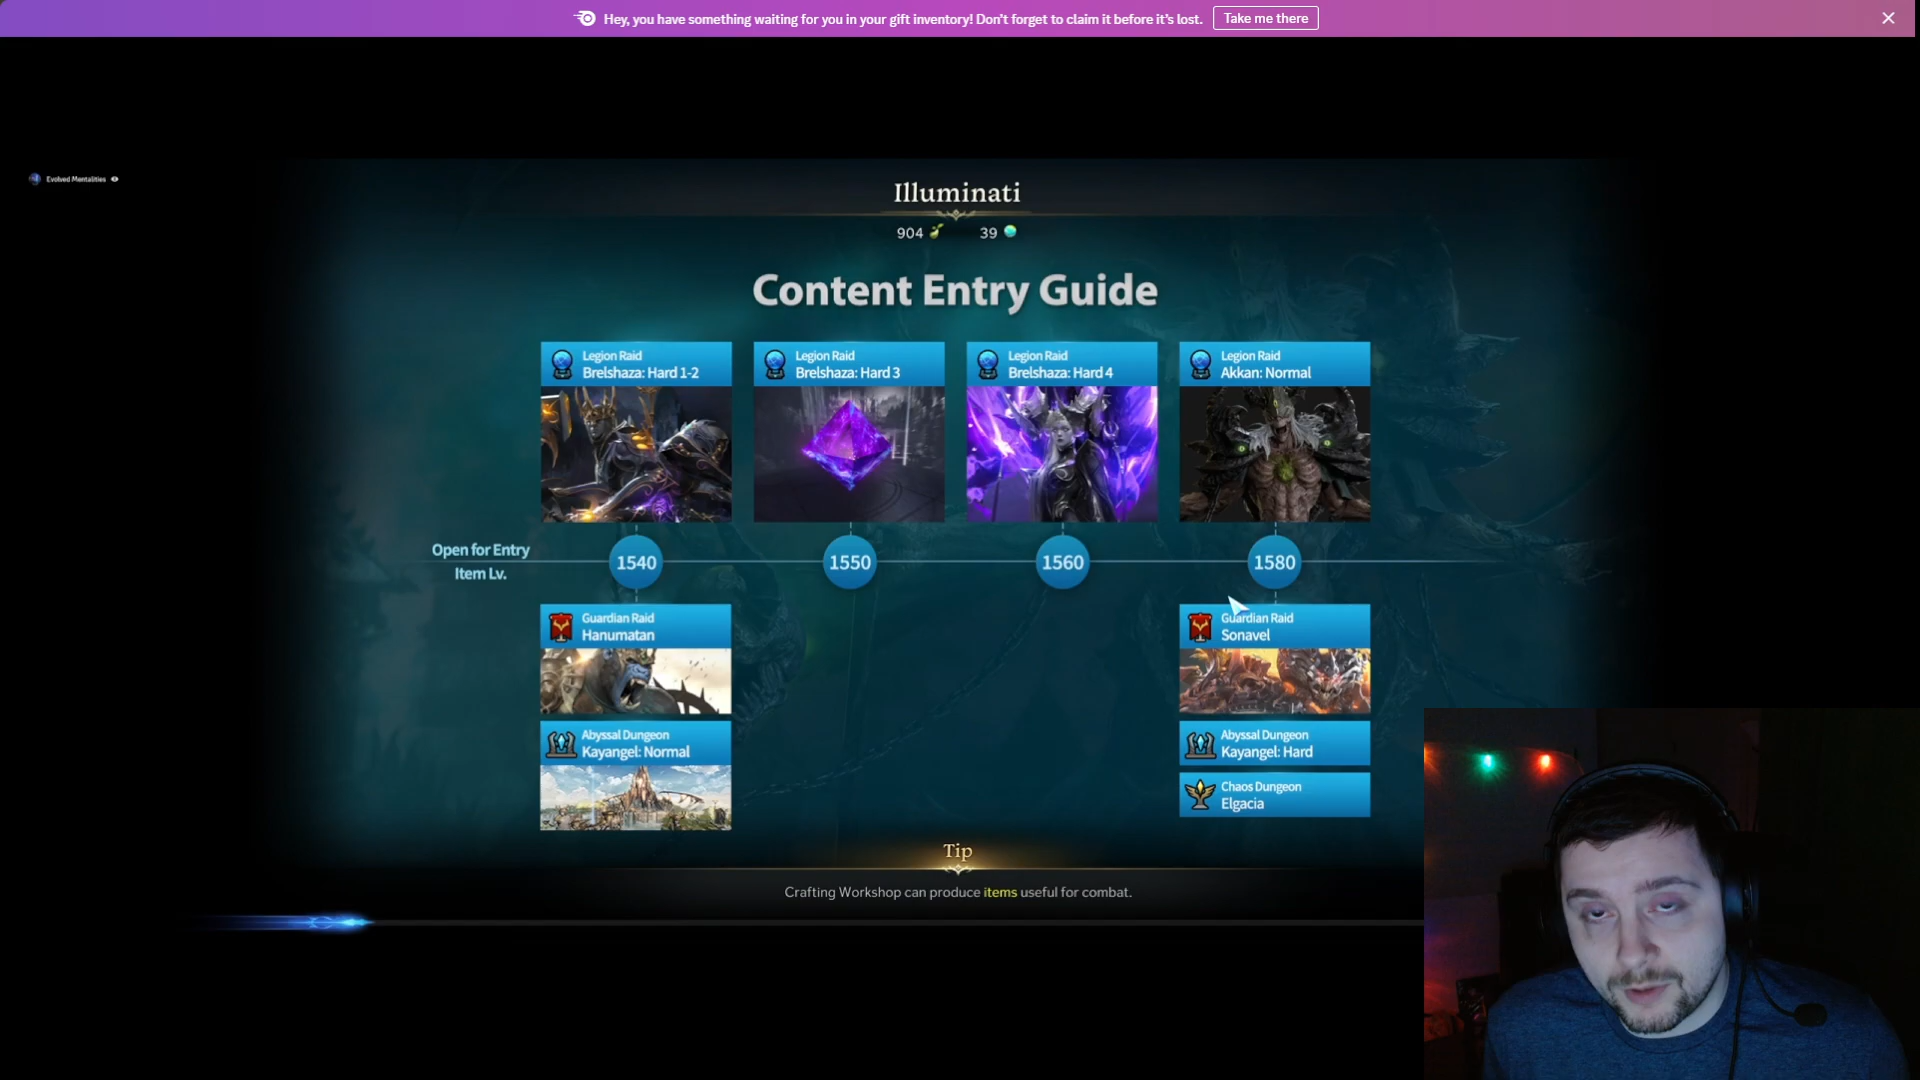 Hey, you have something waiting for you in your gift inventory! Don't forget to claim it before it's lost. Take me there
Evolved Mentalities
Illuminati
904 39
Content Entry Guide
Legion Raid
Brelshaza: Hard 1-2
Legion Raid
Brelshaza: Hard 3
Legion Raid
Brelshaza: Hard 4
Legion Raid
Akkan: Normal
Open for Entry
Item Lv.
1540
1550
1560
1580
Guardian Raid
Hanumatan
Guardian Raid
Sonavel
Abyssal Dungeon
Kayangel: Normal
Abyssal Dungeon
Kayangel: Hard
Chaos Dungeon
Elgacia
Tip
Crafting Workshop can produce items useful for combat.